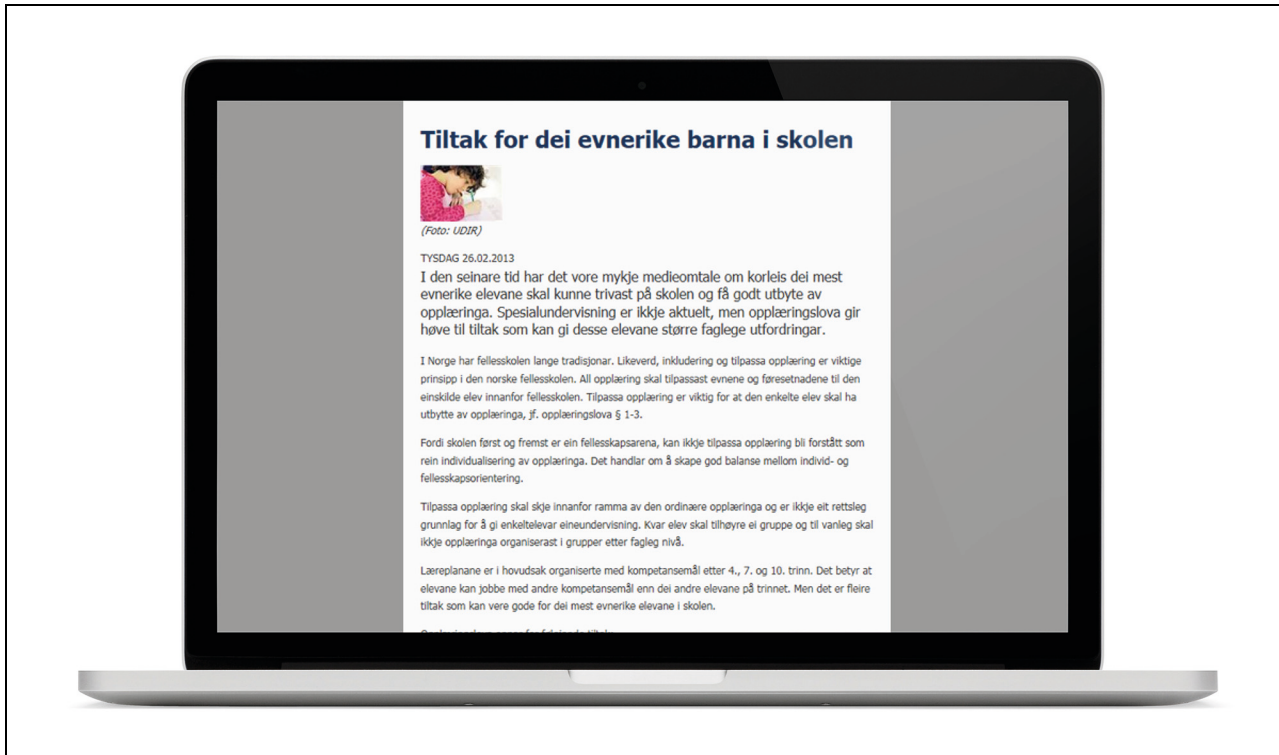 Tiltak for dei evnerike barna i skolen
(Foto: UDIR)
TYSDAG 26.02.2013
I den seinare tid har det vore mykje medieomtale om korleis dei mest
evnerike elevane skal kunne trivast på skolen og få godt utbyte av
opplæringa. Spesialundervisning er ikkje aktuelt, men opplæringslova gir
høve til tiltak som kan gi desse elevane større faglege utfordringar.
I Norge har fellesskolen lange tradisjonar. Likeverd, inkludering og tilpassa opplæring er viktige
prinsipp i den norske fellesskolen. All opplæring skal tilpassast evnene og føresetnadene til den
einskilde elev innanfor fellesskolen. Tilpassa opplæring er viktig for at den enkelte elev skal ha
utbytte av opplæringa, jf. opplæringslova § 1-3.
Fordi skolen først og fremst er ein fellesskapsarena, kan ikkje tilpassa opplæring bli forstått som
rein individualisering av opplæringa. Det handlar om å skape god balanse mellom individ- og
fellesskapsorientering.
Tilpassa opplæring skal skje innanfor ramma av den ordinære opplæringa og er ikkje eit rettsleg
grunnlag for å gi enkeltelevar eineundervisning. Kvar elev skal tilhøyre ei gruppe og til vanleg skal
ikkje opplæringa organiserast i grupper etter fagleg nivå.
Læreplanane er i hovudsak organiserte med kompetansemål etter 4., 7. og 10. trinn. Det betyr at
elevane kan jobbe med andre kompetansemål enn dei andre elevane på trinnet. Men det er fleire
tiltak som kan vere gode for dei mest evnerike elevane i skolen.